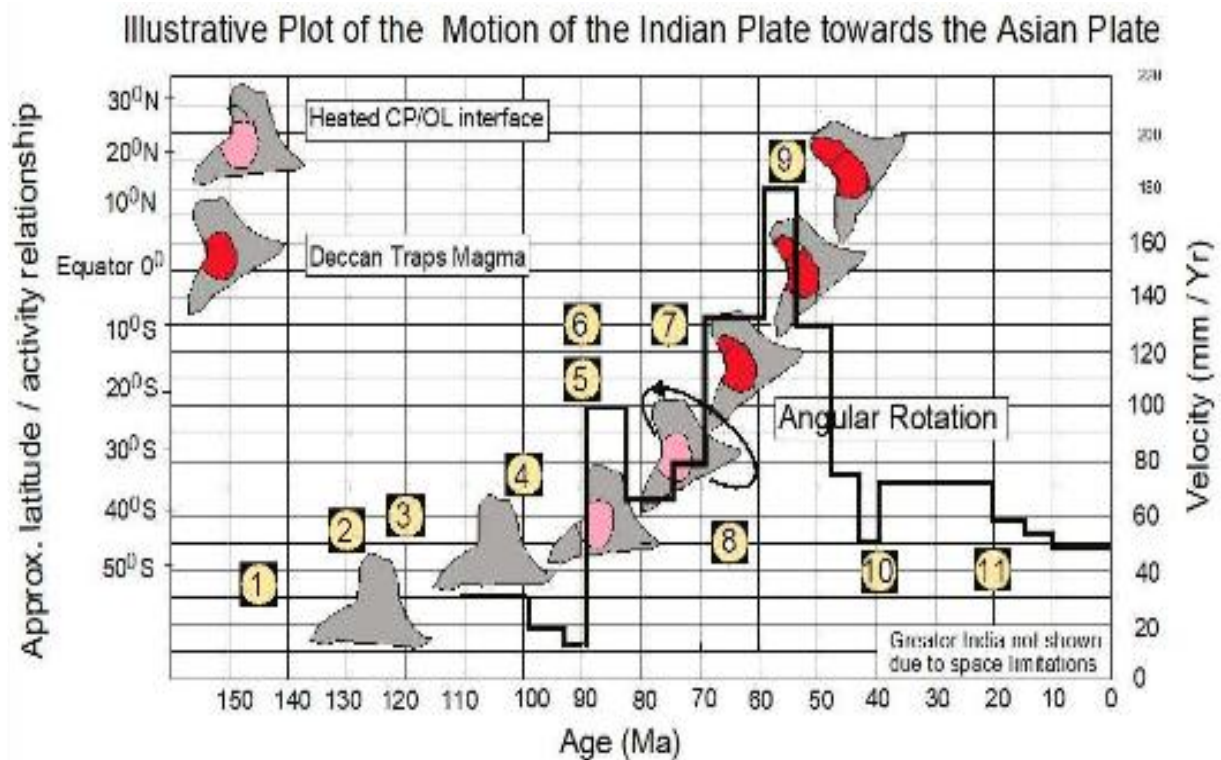 Illustrative Plot of the Motion of the Indian Plate towards the Asian Plate
Approx. latitude / activity relationship
30⁰N
20⁰N
10⁰N
Equator 0⁰
10⁰S
20⁰S
30⁰S
40⁰S
50⁰S
Heated CP/OL interface
Deccan Traps Magma
1
2
3
4
5
6
7
8
9
10
11
Angular Rotation
Greater India not shown
due to space limitations
220
200
180
160
140
120
100
80
60
40
20
0
Velocity (mm / Yr)
150 140 130 120 110 100 90 80 70 60 50 40 30 20 10 0
Age (Ma)